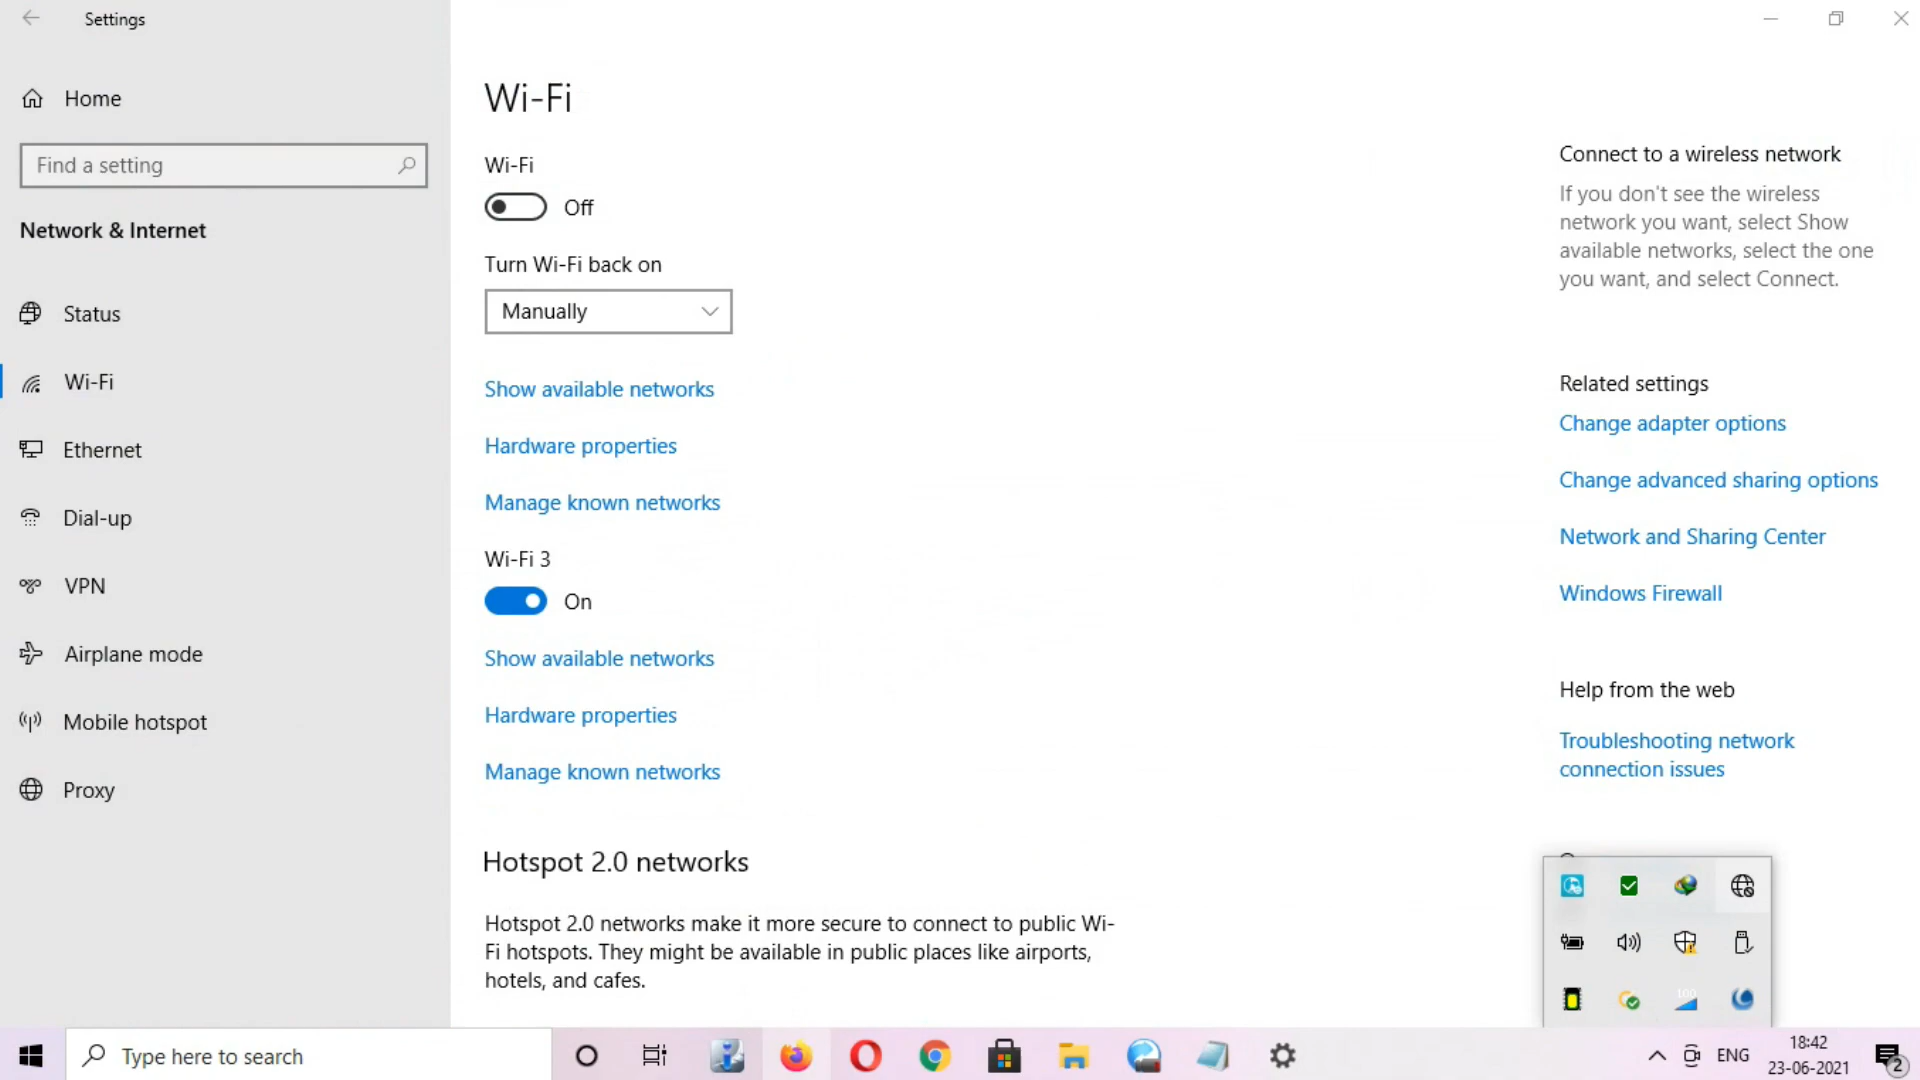 Settings
Home
Find a setting
Network & Internet
Status
Wi-Fi
Ethernet
Dial-up
VPN
Airplane mode
Mobile hotspot
Proxy
Wi-Fi
Wi-Fi
Off
Turn Wi-Fi back on
Manually
Show available networks
Hardware properties
Manage known networks
Wi-Fi 3
On
Show available networks
Hardware properties
Manage known networks
Hotspot 2.0 networks
Hotspot 2.0 networks make it more secure to connect to public Wi-
Fi hotspots. They might be available in public places like airports,
hotels, and cafes.
Connect to a wireless network
If you don't see the wireless
network you want, select Show
available networks, select the one
you want, and select Connect.
Related settings
Change adapter options
Change advanced sharing options
Network and Sharing Center
Windows Firewall
Help from the web
Troubleshooting network
connection issues
100
Type here to search
ENG
18:42
23-06-2021
2